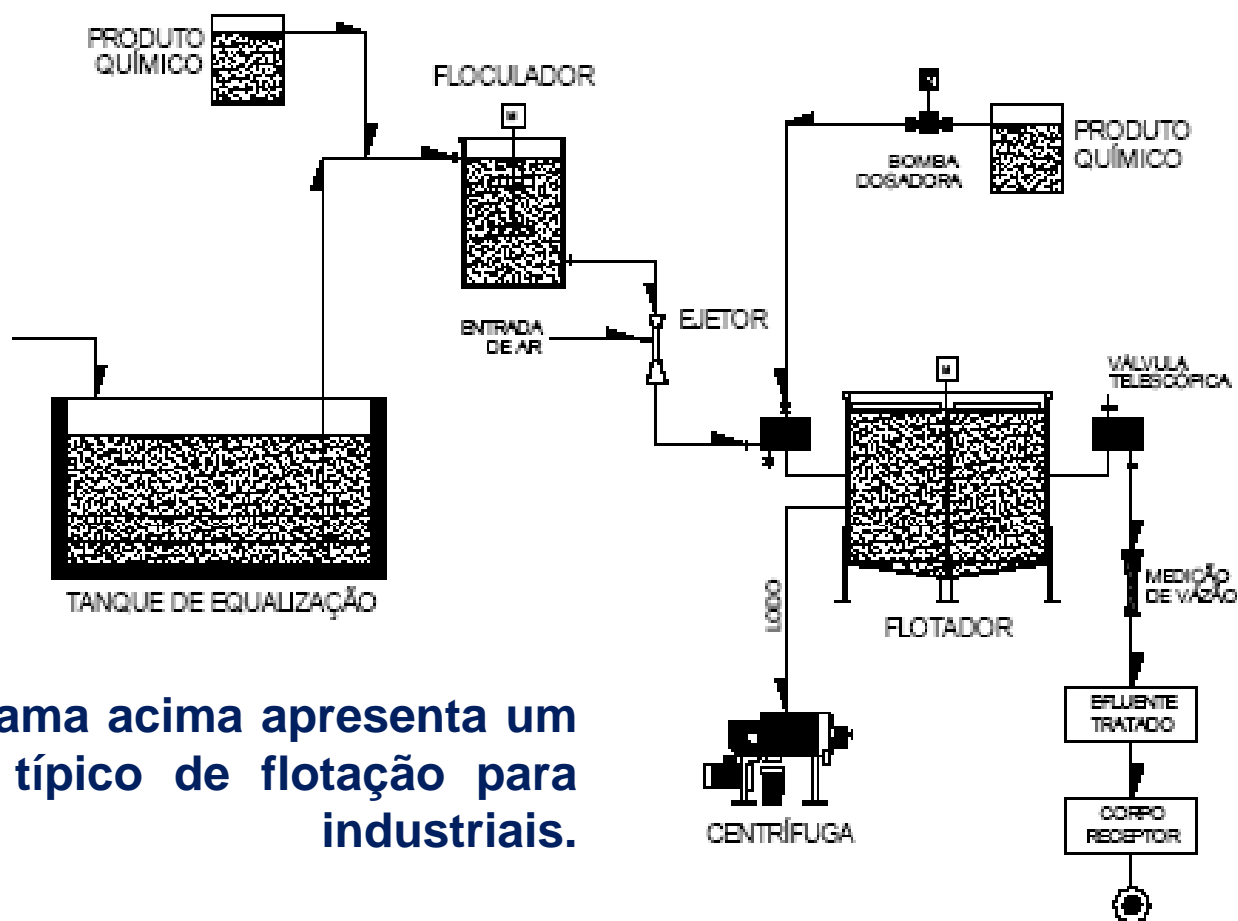 PRODUTO
QUÍMICO
FLOCULADOR
M
M
PRODUTO
QUÍMICO
BOMBA
DOSADORA
ENTRADA
DE AR
EJETOR
M
VÁLVULA
TELESCÓPICA
TANQUE DE EQUALIZAÇÃO
LODO
FLOTADOR
MEDIÇÃO
DE VAZÃO
EFLUENTE
TRATADO
CENTRÍFUGA
CORPO
RECEPTOR
ama acima apresenta um
típico de flotação para
industriais.